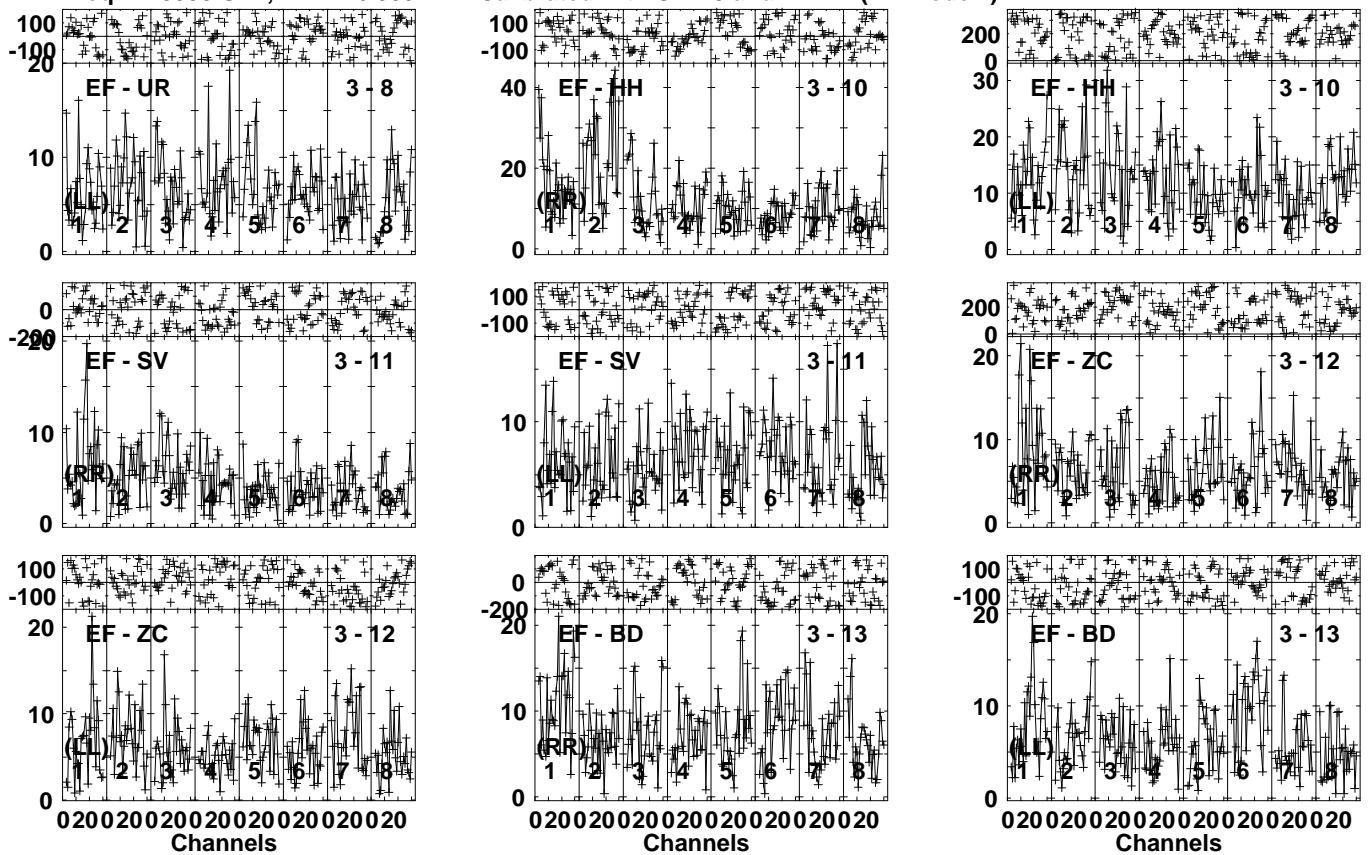 100 100 200
-100 -100 0
20 EF - UR 3 - 8 40 EF - HH 3 - 10 30 EF - HH 3 - 10
10 20 20
(LL) (RR) 10 (LL)
1 2 3 4 5 6 7 8 1 2 3 4 5 6 7 8 1 2 3 4 5 6 7 8
0 0 0
0 100 200
-200 -100 0
20 EF - SV 3 - 11 EF - SV 3 - 11 20 EF - ZC 3 - 12
10 10 10
(RR) (LL) (RR)
1 2 3 4 5 6 7 8 1 2 3 4 5 6 7 8 1 2 3 4 5 6 7 8
0 0 0
100 0 100
-100 -200 -100
20 EF - ZC 3 - 12 20 EF - BD 3 - 13 20 EF - BD 3 - 13
10 10 10
(LL) (RR) (LL)
1 2 3 4 5 6 7 8 1 2 3 4 5 6 7 8 1 2 3 4 5 6 7 8
0 0 0
0 20 0 20 0 20 0 20 0 20 0 20 0 20 0 20 0 20 0 20 0 20 0 20 0 20 0 20 0 20 0 20 0 20 0 20 0 20 0 20 0 20 0 20 0 20 0 20
Channels Channels Channels